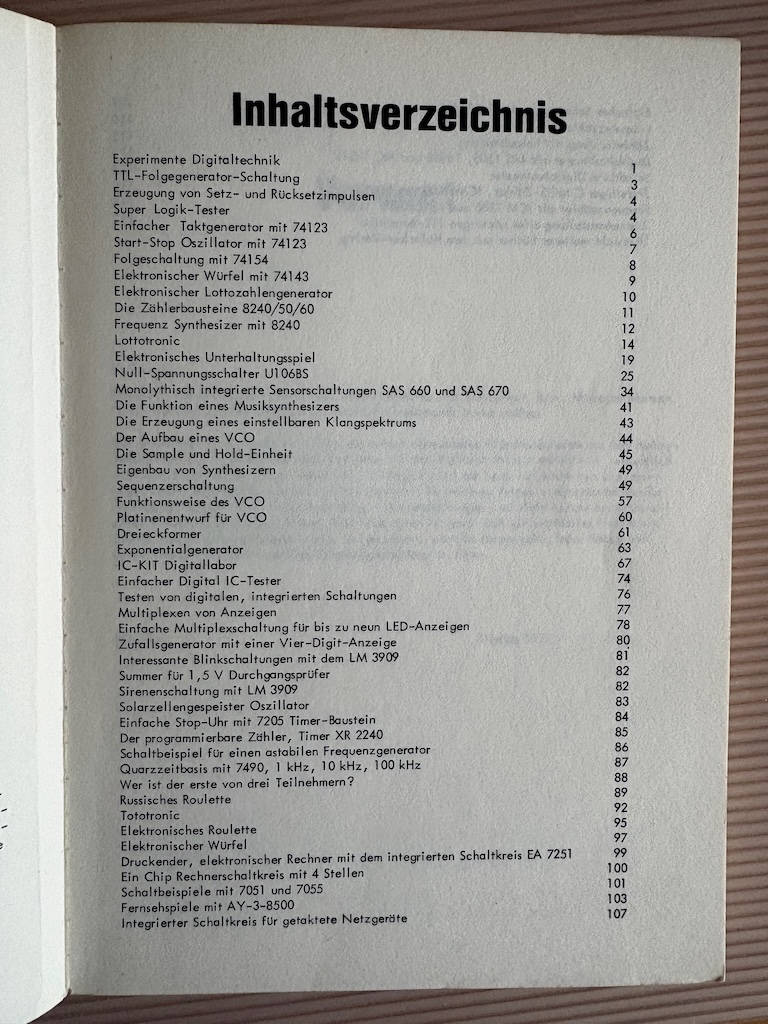 Inhaltsverzeichnis
Experimente Digitaltechnik 1
TTL-Folgegenerator-Schaltung 3
Erzeugung von Setz- und Rücksetzimpulsen 4
Super Logik-Tester 4
Einfacher Taktgenerator mit 74123 6
Start-Stop Oszillator mit 74123 7
Folgeschaltung mit 74154 8
Elektronischer Würfel mit 74143 9
Elektronischer Lottozahlengenerator 10
Die Zählerbausteine 8240/50/60 11
Frequenz Synthesizer mit 8240 12
Lottotronic 14
Elektronisches Unterhaltungsspiel 19
Null-Spannungsschalter U106BS 25
Monolythisch integrierte Sensorschaltungen SAS 660 und SAS 670 34
Die Funktion eines Musiksynthesizers 41
Die Erzeugung eines einstellbaren Klangspektrums 43
Der Aufbau eines VCO 44
Die Sample und Hold-Einheit 45
Eigenbau von Synthesizern 49
Sequenzerschaltung 49
Funktionsweise des VCO 57
Platinenentwurf für VCO 60
Dreieckformer 61
Exponentialgenerator 63
IC-KIT Digitallabor 67
Einfacher Digital IC-Tester 74
Testen von digitalen, integrierten Schaltungen 76
Multiplexen von Anzeigen 77
Einfache Multiplexschaltung für bis zu neun LED-Anzeigen 78
Zufallsgenerator mit einer Vier-Digit-Anzeige 80
Interessante Blinkschaltungen mit dem LM 3909 81
Summer für 1,5 V Durchgangsprüfer 82
Sirenenschaltung mit LM 3909 82
Solarzellengespeister Oszillator 83
Einfache Stop-Uhr mit 7205 Timer-Baustein 84
Der programmierbare Zähler, Timer XR 2240 85
Schaltbeispiel für einen astabilen Frequenzgenerator 86
Quarzzeitbasis mit 7490, 1 kHz, 10 kHz, 100 kHz 87
Wer ist der erste von drei Teilnehmern? 88
Russisches Roulette 89
Tototronic 92
Elektronisches Roulette 95
Elektronischer Würfel 97
Druckender, elektronischer Rechner mit dem integrierten Schaltkreis EA 7251 99
Ein Chip Rechnerschaltkreis mit 4 Stellen 100
Schaltbeispiele mit 7051 und 7055 101
Fernsehspiele mit AY-3-8500 103
Integrierter Schaltkreis für getaktete Netzgeräte 107